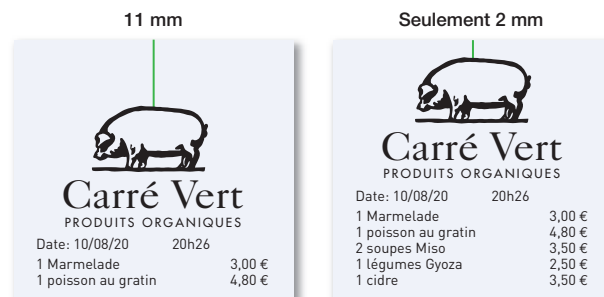 11 mm
Carré Vert
PRODUITS ORGANIQUES
Date: 10/08/20 20h26
1 Marmelade 3,00 €
1 poisson au gratin 4,80 €
Seulement 2 mm
Carré Vert
PRODUITS ORGANIQUES
Date: 10/08/20 20h26
1 Marmelade 3,00 €
1 poisson au gratin 4,80 €
2 soupes Miso 3,50 €
1 légumes Gyoza 2,50 €
1 cidre 3,50 €